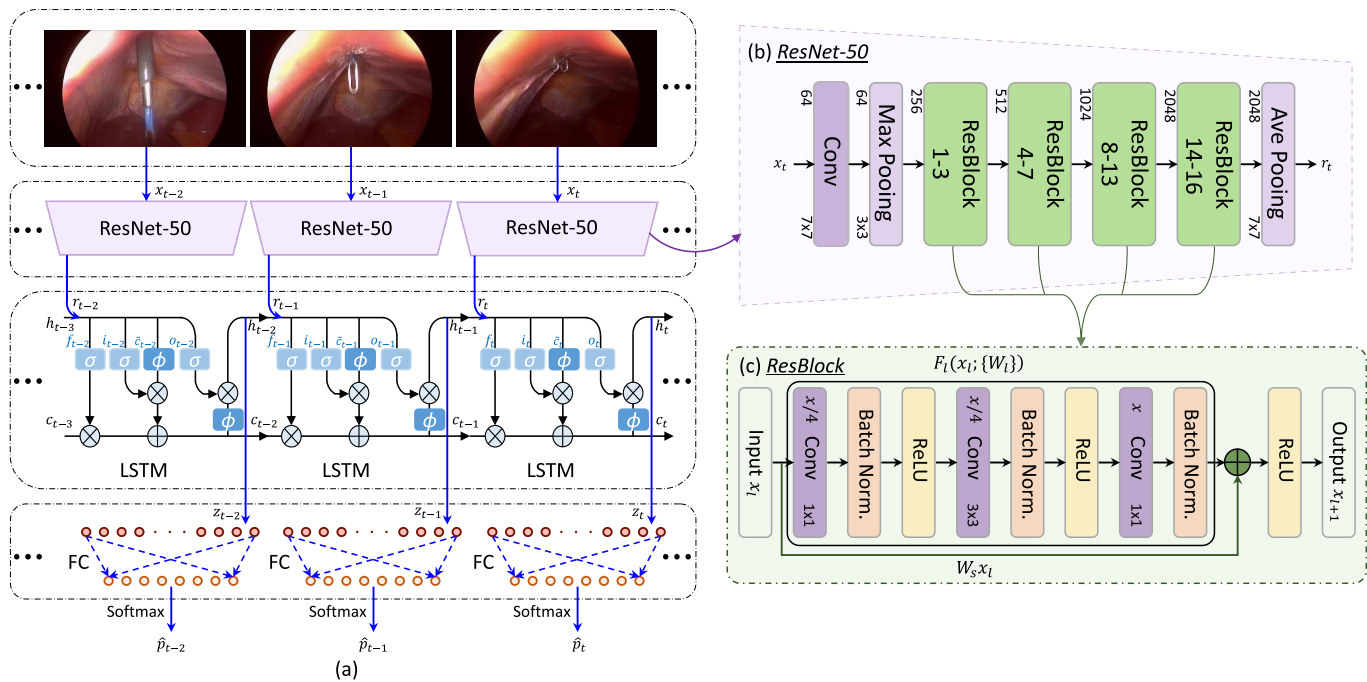 ••• •••
x_{t−2} x_{t−1} x_t
••• ResNet-50 ResNet-50 ResNet-50 •••
r_{t−2} r_{t−1} r_t
h_{t−3} h_{t−2} h_{t−1} h_t
f_{t−2} i_{t−2} c̃_{t−2} o_{t−2} f_{t−1} i_{t−1} c̃_{t−1} o_{t−1} f_t i_t c̃_t o_t
σ σ ϕ σ σ σ ϕ σ σ σ ϕ σ
••• •••
ϕ ϕ ϕ
c_{t−3} c_{t−2} c_{t−1} c_t
LSTM LSTM LSTM
z_{t−2} z_{t−1} z_t
••• FC FC FC •••
Softmax Softmax Softmax
p̂_{t−2} p̂_{t−1} p̂_t
(a)
(b) ResNet-50
x_t
64 Conv 7x7
64 Max Pooing 3x3
256 ResBlock 1-3
512 ResBlock 4-7
1024 ResBlock 8-13
2048 ResBlock 14-16
2048 Ave Pooing 7x7
r_t
(c) ResBlock
F_l(x_l; {W_l})
Input x_l
x/4 Conv 1x1
Batch Norm.
ReLU
x/4 Conv 3x3
Batch Norm.
ReLU
x Conv 1x1
Batch Norm.
ReLU
Output x_{l+1}
W_s x_l